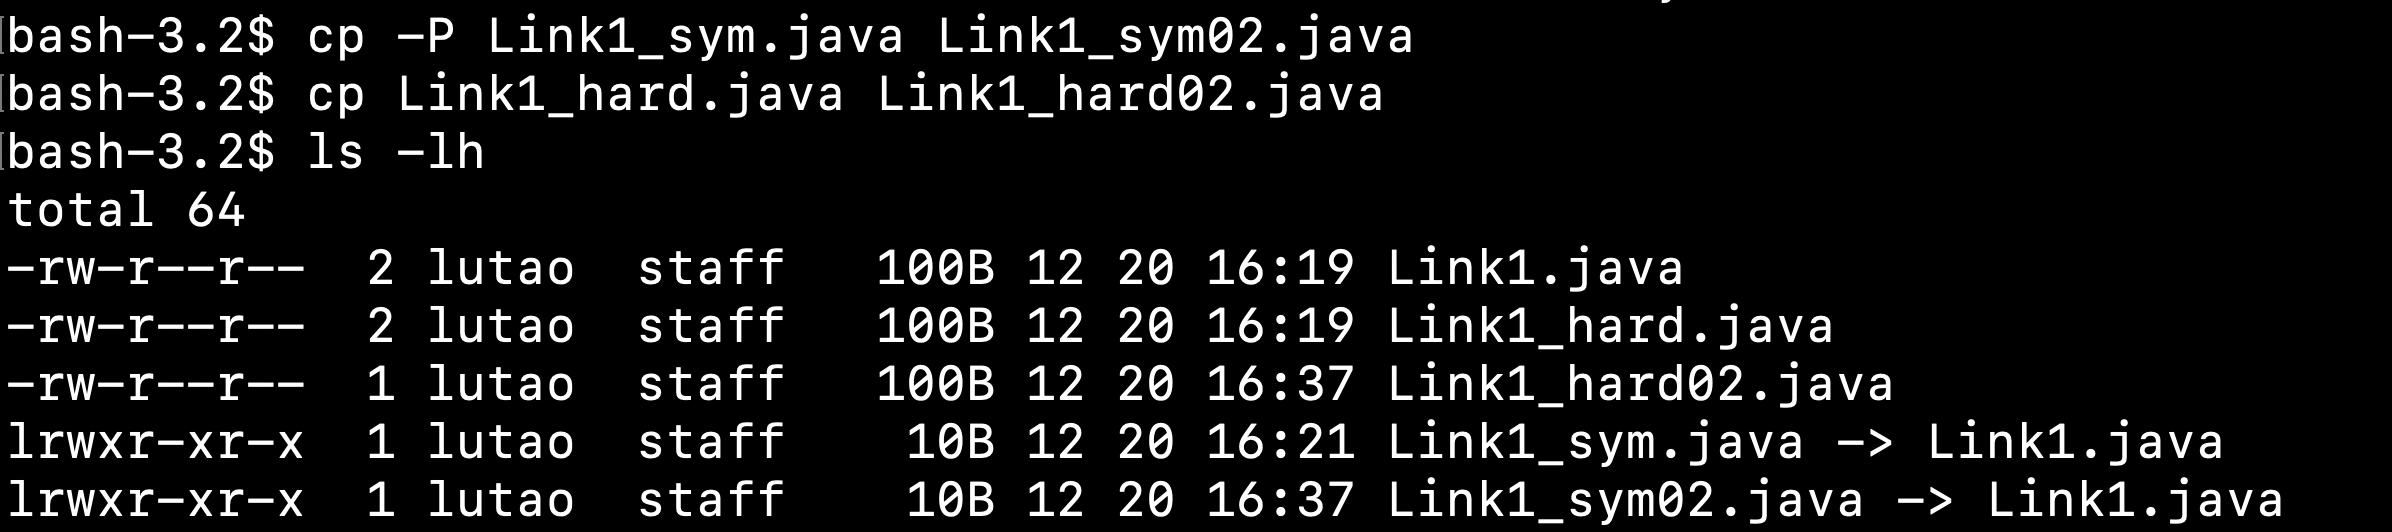 bash-3.2$ cp -P Link1_sym.java Link1_sym02.java
bash-3.2$ cp Link1_hard.java Link1_hard02.java
bash-3.2$ ls -lh
total 64
-rw-r--r--  2 lutao  staff   100B 12 20 16:19 Link1.java
-rw-r--r--  2 lutao  staff   100B 12 20 16:19 Link1_hard.java
-rw-r--r--  1 lutao  staff   100B 12 20 16:37 Link1_hard02.java
lrwxr-xr-x  1 lutao  staff    10B 12 20 16:21 Link1_sym.java -> Link1.java
lrwxr-xr-x  1 lutao  staff    10B 12 20 16:37 Link1_sym02.java -> Link1.java